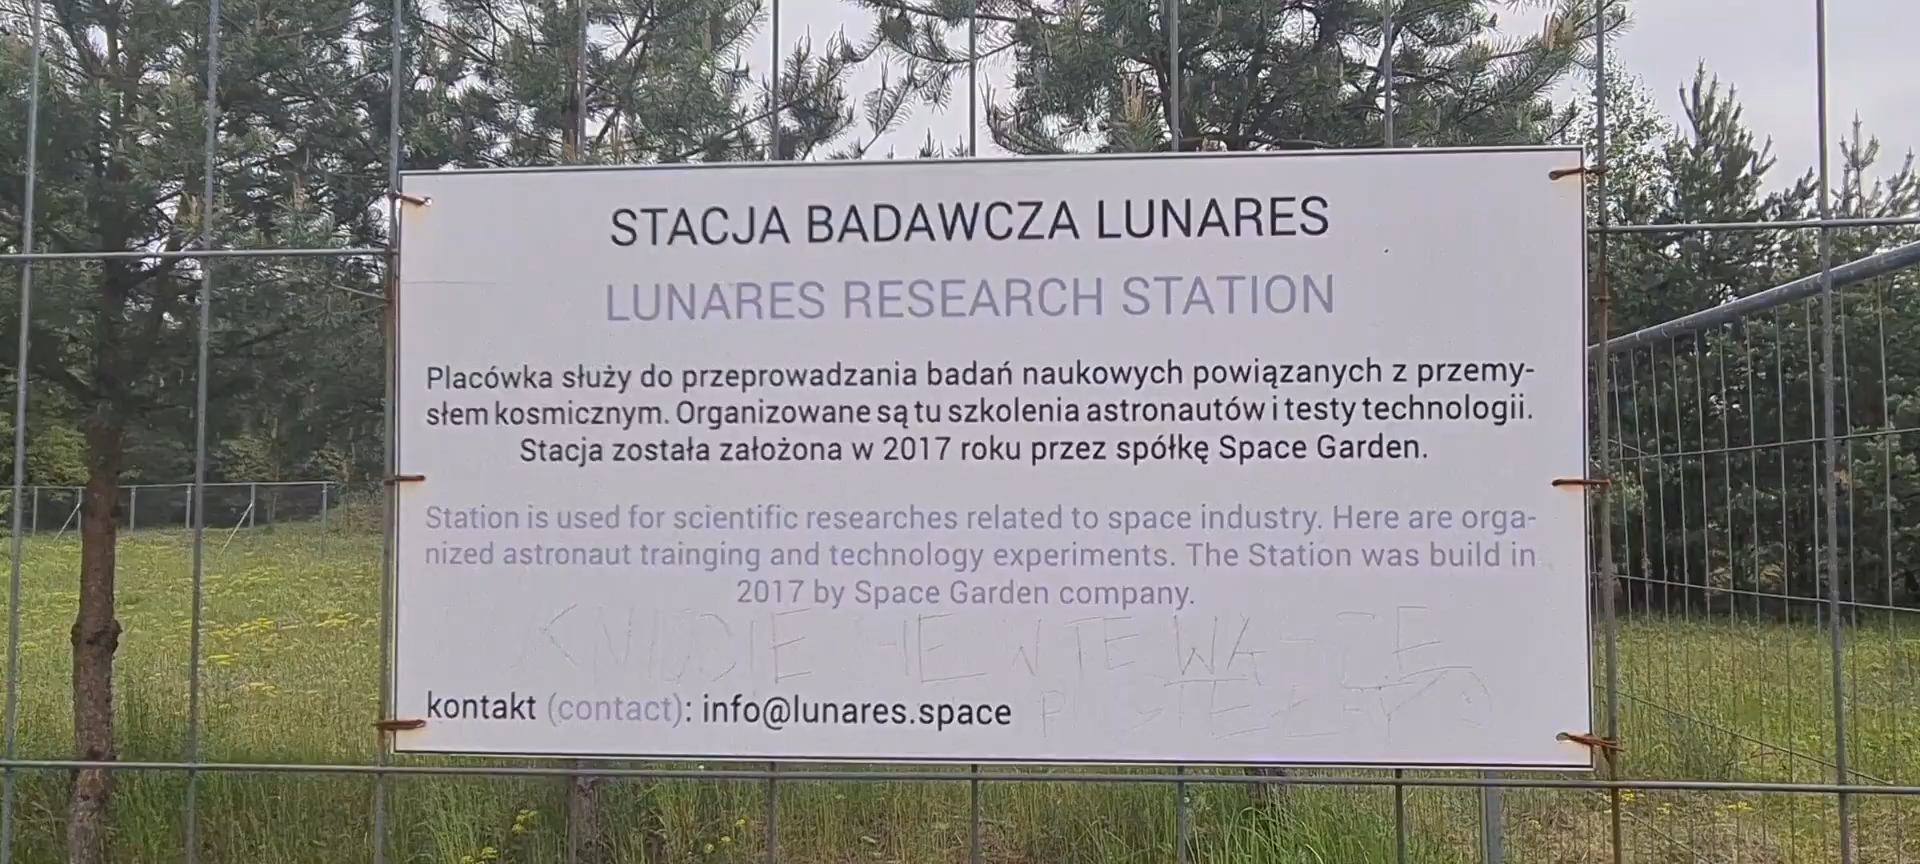 STACJA BADAWCZA LUNARES
LUNARES RESEARCH STATION
Placówka służy do przeprowadzania badań naukowych powiązanych z przemy-
słem kosmicznym. Organizowane są tu szkolenia astronautów i testy technologii.
Stacja została założona w 2017 roku przez spółkę Space Garden.
Station is used for scientific researches related to space industry. Here are orga-
nized astronaut trainging and technology experiments. The Station was build in
2017 by Space Garden company.
kontakt (contact): info@lunares.space